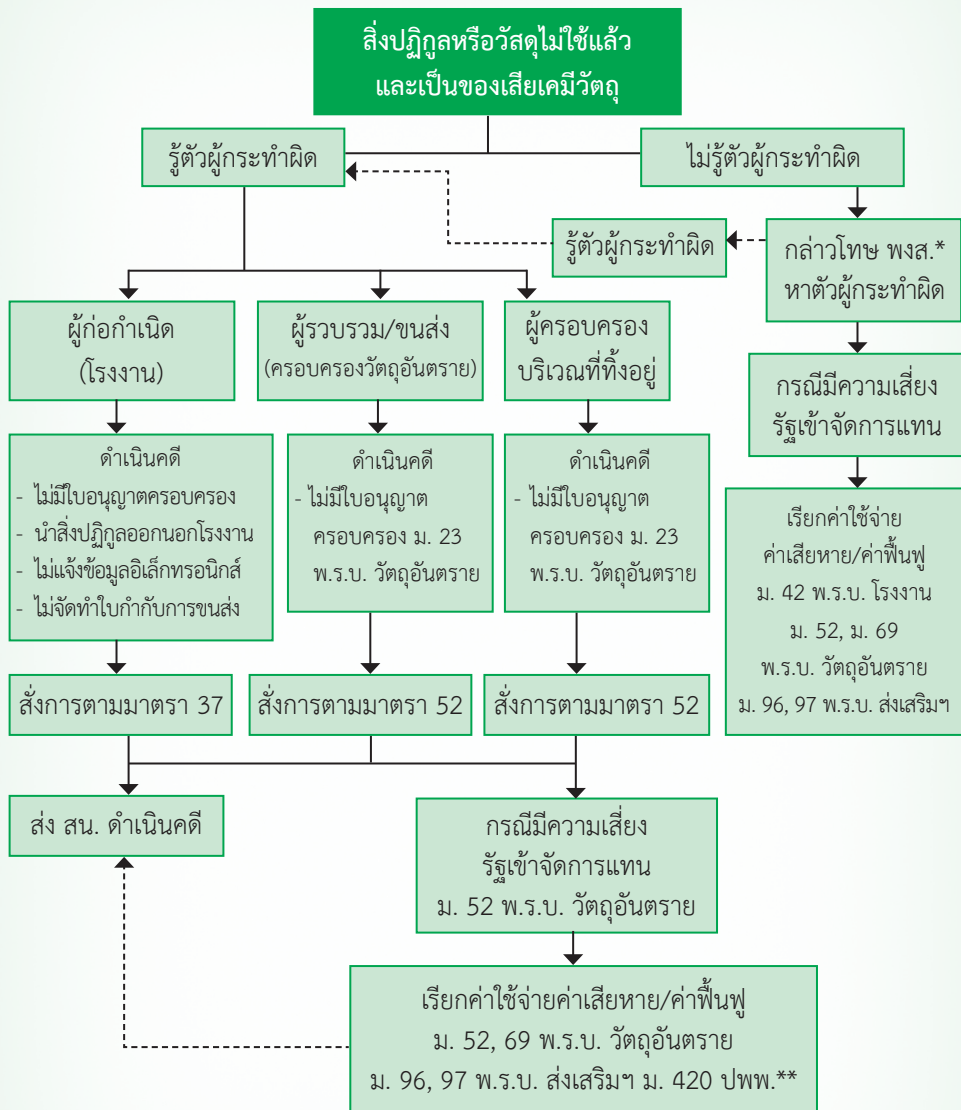 สิ่งปฏิกูลหรือวัสดุไม่ใช้แล้ว
และเป็นของเสียเคมีวัตถุ
รู้ตัวผู้กระทำผิด
ไม่รู้ตัวผู้กระทำผิด
รู้ตัวผู้กระทำผิด
กล่าวโทษ พงส.*
หาตัวผู้กระทำผิด
ผู้ก่อกำเนิด
(โรงงาน)
ผู้รวบรวม/ขนส่ง
(ครอบครองวัตถุอันตราย)
ผู้ครอบครอง
บริเวณที่ทิ้งอยู่
กรณีมีความเสี่ยง
รัฐเข้าจัดการแทน
ดำเนินคดี
- ไม่มีใบอนุญาตครอบครอง
- นำสิ่งปฏิกูลออกนอกโรงงาน
- ไม่แจ้งข้อมูลอิเล็กทรอนิกส์
- ไม่จัดทำใบกำกับการขนส่ง
ดำเนินคดี
- ไม่มีใบอนุญาต
ครอบครอง ม. 23
พ.ร.บ. วัตถุอันตราย
ดำเนินคดี
- ไม่มีใบอนุญาต
ครอบครอง ม. 23
พ.ร.บ. วัตถุอันตราย
เรียกค่าใช้จ่าย
ค่าเสียหาย/ค่าฟื้นฟู
ม. 42 พ.ร.บ. โรงงาน
ม. 52, ม. 69
พ.ร.บ. วัตถุอันตราย
ม. 96, 97 พ.ร.บ. ส่งเสริมฯ
สั่งการตามมาตรา 37
สั่งการตามมาตรา 52
สั่งการตามมาตรา 52
ส่ง สน. ดำเนินคดี
กรณีมีความเสี่ยง
รัฐเข้าจัดการแทน
ม. 52 พ.ร.บ. วัตถุอันตราย
เรียกค่าใช้จ่ายค่าเสียหาย/ค่าฟื้นฟู
ม. 52, 69 พ.ร.บ. วัตถุอันตราย
ม. 96, 97 พ.ร.บ. ส่งเสริมฯ ม. 420 ปพพ.**